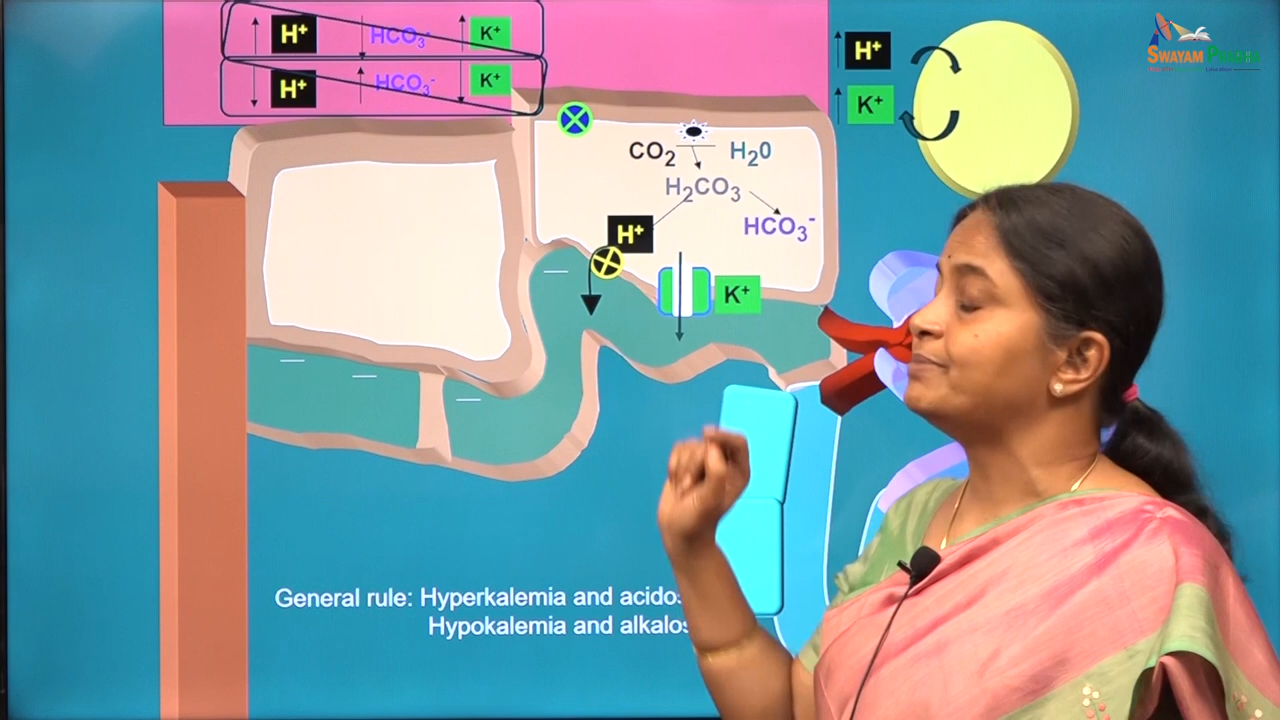 H⁺ HCO₃⁻ K⁺
H⁺ HCO₃⁻ K⁺
H⁺
K⁺
SWAYAM
CO₂ H₂0
H₂CO₃
H⁺ HCO₃⁻
K⁺
General rule: Hyperkalemia and acidos
Hypokalemia and alkalos